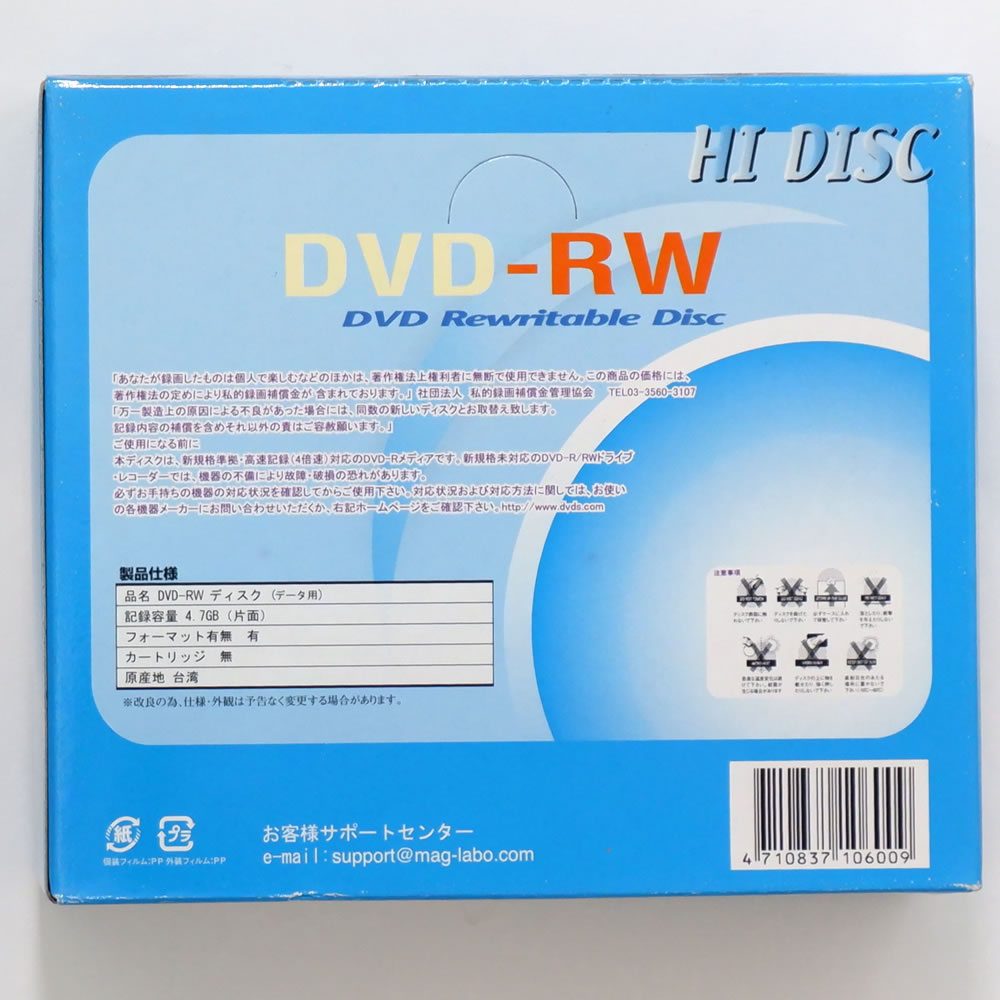 HI DISC
DVD-RW
DVD Rewritable Disc
「あなたが録画したものは個人で楽しむなどのほかは、著作権法上権利者に無断で使用できません。この商品の価格には、
著作権法の定めにより私的録画補償金が含まれております。」社団法人 私的録画補償金管理協会 TEL03-3560-3107
「万一製造上の原因による不良があった場合には、同数の新しいディスクとお取替え致します。
記録内容の補償を含めそれ以外の責はご容赦願います。」
ご使用になる前に
本ディスクは、新規格準拠・高速記録(4倍速)対応のDVD-Rメディアです。新規格未対応のDVD-R/RWドライブ
・レコーダーでは、機器の不備により故障・破損の恐れがあります。
必ずお手持ちの機器の対応状況を確認してからご使用下さい。対応状況および対応方法に関しては、お使い
の各機器メーカーにお問い合わせいただくか、右記ホームページをご確認下さい。http://www.dvds.com
製品仕様
品名 DVD-RW ディスク (データ用)
記録容量 4.7GB (片面)
フォーマット有無 有
カートリッジ 無
原産地 台湾
※改良の為、仕様・外観は予告なく変更する場合があります。
注意事項
紙 プラ
個装フィルム:PP 外装フィルム:PP
お客様サポートセンター
e-mail:support@mag-labo.com
4 710837 106009